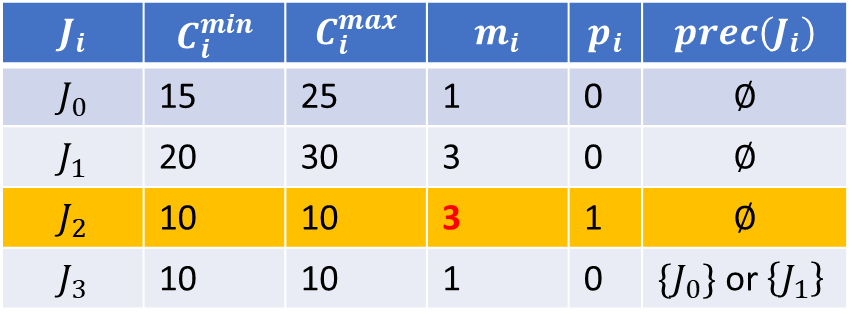 J_i C_i^{min} C_i^{max} m_i p_i prec(J_i)
J_0 15 25 1 0 ∅
J_1 20 30 3 0 ∅
J_2 10 10 3 1 ∅
J_3 10 10 1 0 {J_0} or {J_1}